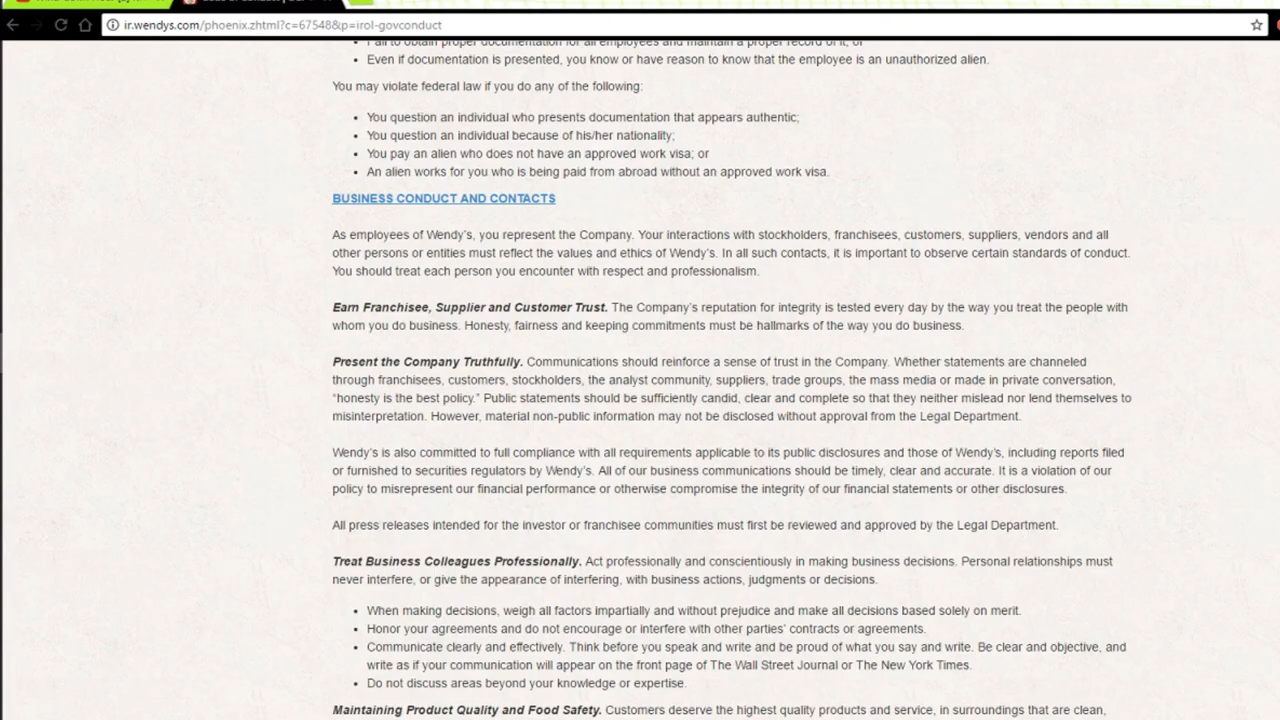 ir.wendys.com/phoenix.zhtml?c=67548&p=irol-govconduct
Fail to obtain proper documentation for all employees and maintain a proper record of it; or
• Even if documentation is presented, you know or have reason to know that the employee is an unauthorized alien.
You may violate federal law if you do any of the following:
• You question an individual who presents documentation that appears authentic;
• You question an individual because of his/her nationality;
• You pay an alien who does not have an approved work visa; or
• An alien works for you who is being paid from abroad without an approved work visa.
BUSINESS CONDUCT AND CONTACTS
As employees of Wendy's, you represent the Company. Your interactions with stockholders, franchisees, customers, suppliers, vendors and all
other persons or entities must reflect the values and ethics of Wendy's. In all such contacts, it is important to observe certain standards of conduct.
You should treat each person you encounter with respect and professionalism.
Earn Franchisee, Supplier and Customer Trust. The Company's reputation for integrity is tested every day by the way you treat the people with
whom you do business. Honesty, fairness and keeping commitments must be hallmarks of the way you do business.
Present the Company Truthfully. Communications should reinforce a sense of trust in the Company. Whether statements are channeled
through franchisees, customers, stockholders, the analyst community, suppliers, trade groups, the mass media or made in private conversation,
"honesty is the best policy." Public statements should be sufficiently candid, clear and complete so that they neither mislead nor lend themselves to
misinterpretation. However, material non-public information may not be disclosed without approval from the Legal Department.
Wendy's is also committed to full compliance with all requirements applicable to its public disclosures and those of Wendy's, including reports filed
or furnished to securities regulators by Wendy's. All of our business communications should be timely, clear and accurate. It is a violation of our
policy to misrepresent our financial performance or otherwise compromise the integrity of our financial statements or other disclosures.
All press releases intended for the investor or franchisee communities must first be reviewed and approved by the Legal Department.
Treat Business Colleagues Professionally. Act professionally and conscientiously in making business decisions. Personal relationships must
never interfere, or give the appearance of interfering, with business actions, judgments or decisions.
• When making decisions, weigh all factors impartially and without prejudice and make all decisions based solely on merit.
• Honor your agreements and do not encourage or interfere with other parties' contracts or agreements.
• Communicate clearly and effectively. Think before you speak and write and be proud of what you say and write. Be clear and objective, and
write as if your communication will appear on the front page of The Wall Street Journal or The New York Times.
• Do not discuss areas beyond your knowledge or expertise.
Maintaining Product Quality and Food Safety. Customers deserve the highest quality products and service, in surroundings that are clean,